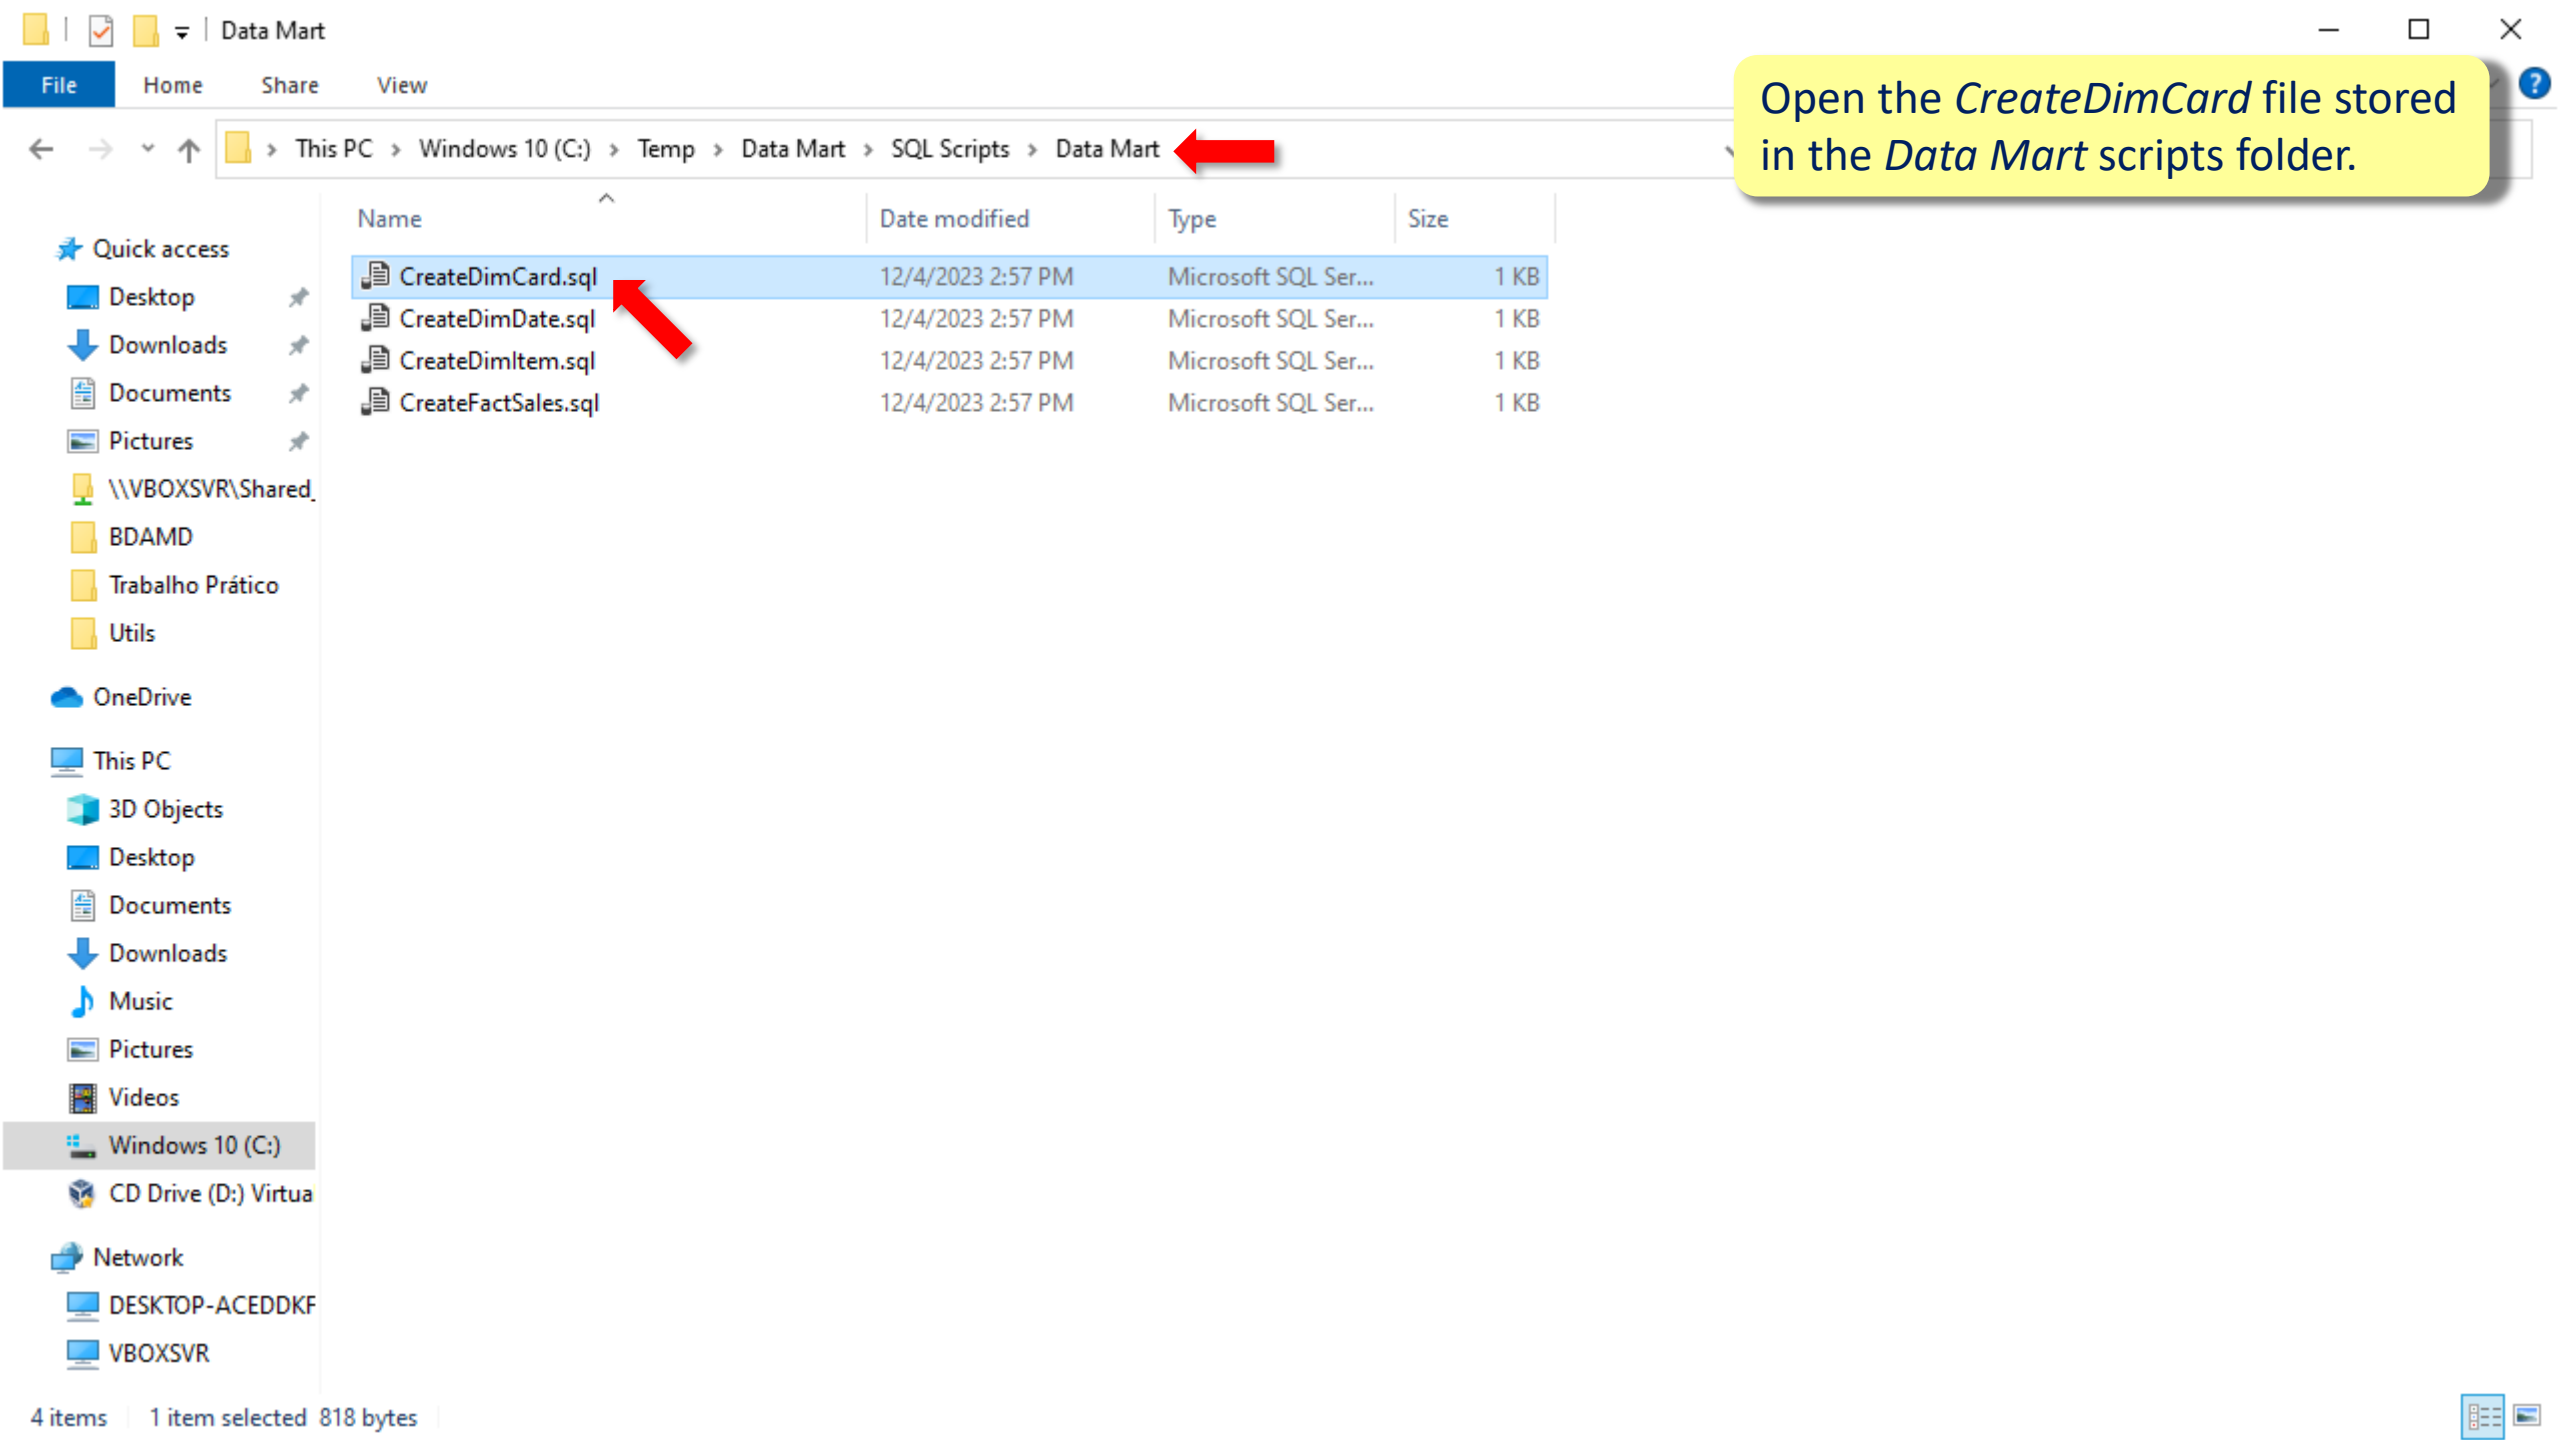 Data Mart
File Home Share View
Open the CreateDimCard file stored
in the Data Mart scripts folder.
This PC > Windows 10 (C:) > Temp > Data Mart > SQL Scripts > Data Mart
Name Date modified Type Size
Quick access
Desktop
Downloads
Documents
Pictures
\\VBOXSVR\Shared_
BDAMD
Trabalho Prático
Utils
OneDrive
This PC
3D Objects
Desktop
Documents
Downloads
Music
Pictures
Videos
Windows 10 (C:)
CD Drive (D:) Virtua
Network
DESKTOP-ACEDDKF
VBOXSVR
CreateDimCard.sql 12/4/2023 2:57 PM Microsoft SQL Ser... 1 KB
CreateDimDate.sql 12/4/2023 2:57 PM Microsoft SQL Ser... 1 KB
CreateDimItem.sql 12/4/2023 2:57 PM Microsoft SQL Ser... 1 KB
CreateFactSales.sql 12/4/2023 2:57 PM Microsoft SQL Ser... 1 KB
4 items 1 item selected 818 bytes